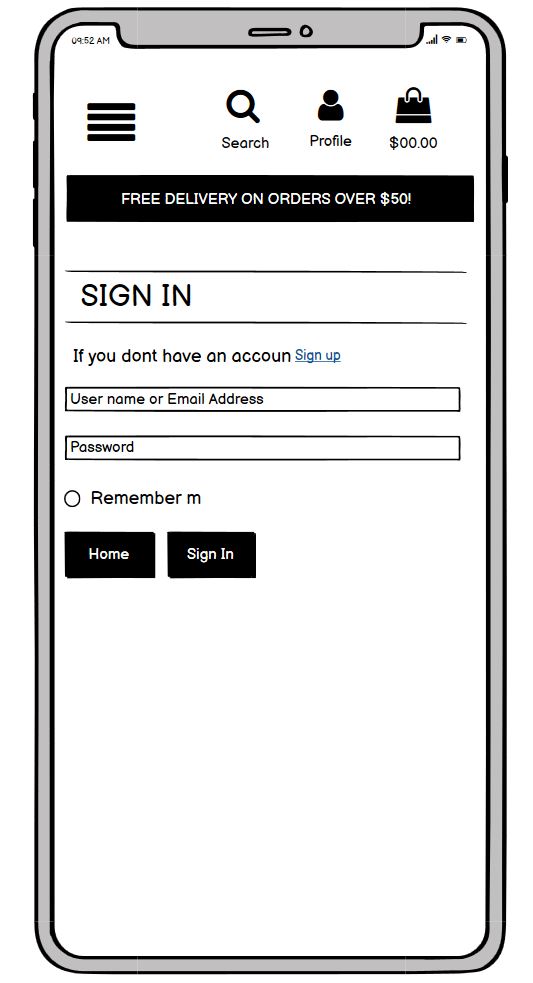 09:52 AM
Search Profile $00.00
FREE DELIVERY ON ORDERS OVER $50!
SIGN IN
If you dont have an accoun Sign up
User name or Email Address
Password
Remember m
Home Sign In